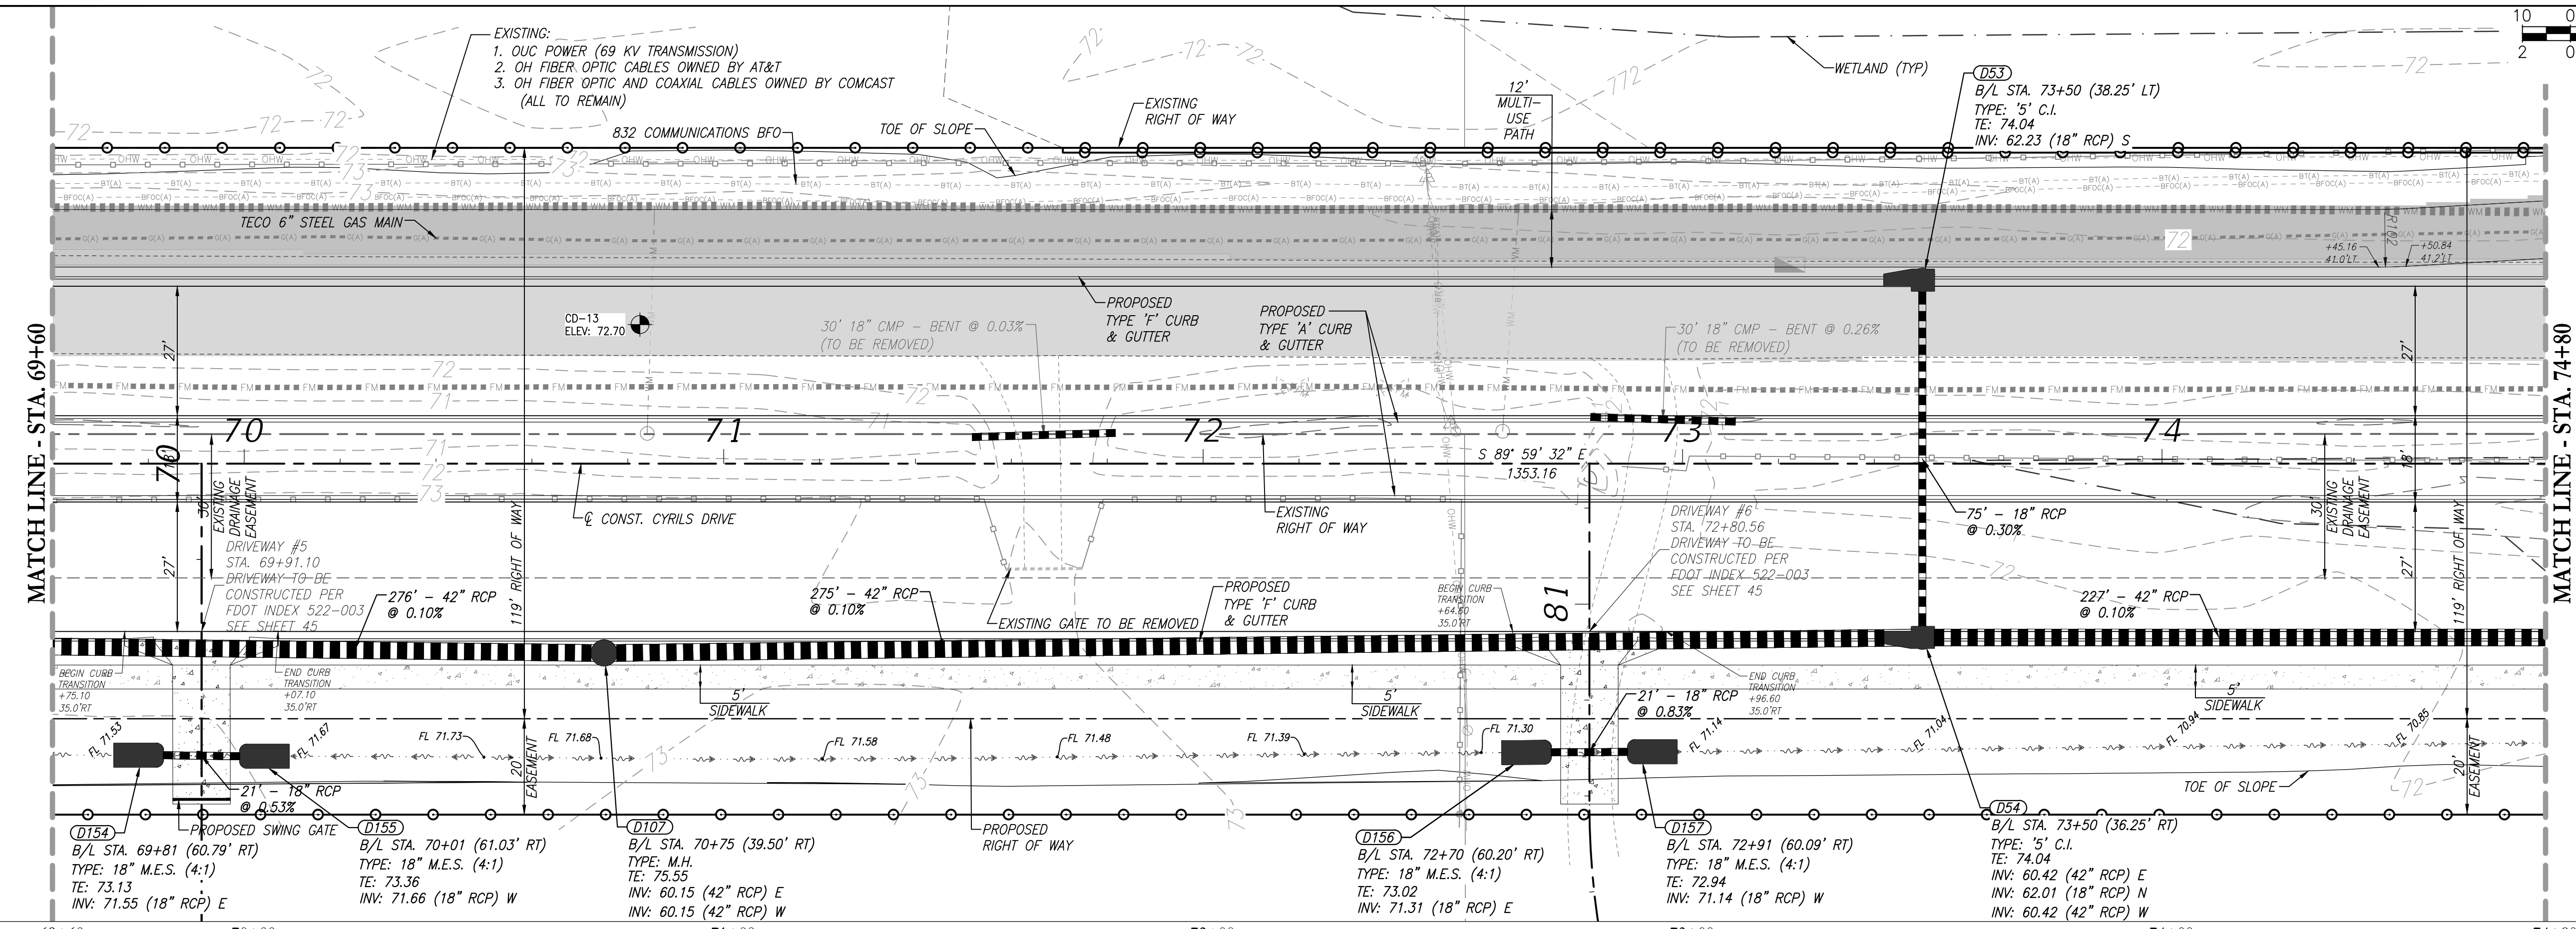 10 0
2 0
EXISTING:
1. OUC POWER (69 KV TRANSMISSION)
2. OH FIBER OPTIC CABLES OWNED BY AT&T
3. OH FIBER OPTIC AND COAXIAL CABLES OWNED BY COMCAST
(ALL TO REMAIN)
WETLAND (TYP)
D53
B/L STA. 73+50 (38.25' LT)
TYPE: '5' C.I.
TE: 74.04
INV: 62.23 (18" RCP) S
12'
MULTI-
USE
PATH
EXISTING
RIGHT OF WAY
832 COMMUNICATIONS BFO
TOE OF SLOPE
TECO 6" STEEL GAS MAIN
R102
+45.16
41.0'LT
+50.84
41.2'LT
72
MATCH LINE - STA. 69+60
MATCH LINE - STA. 74+80
27'
CD-13
ELEV: 72.70
PROPOSED
TYPE 'F' CURB
& GUTTER
30' 18" CMP - BENT @ 0.03%
(TO BE REMOVED)
PROPOSED
TYPE 'A' CURB
& GUTTER
30' 18" CMP - BENT @ 0.26%
(TO BE REMOVED)
27'
70
70
71
72
73
74
18'
18'
S 89° 59' 32" E
1353.16
30'
EXISTING
DRAINAGE
EASEMENT
℄ CONST. CYRILS DRIVE
119' RIGHT OF WAY
EXISTING
RIGHT OF WAY
DRIVEWAY #6
STA. 72+80.56
DRIVEWAY TO BE
CONSTRUCTED PER
FDOT INDEX 522-003
SEE SHEET 45
75' - 18" RCP
@ 0.30%
30'
EXISTING
DRAINAGE
EASEMENT
119' RIGHT OF WAY
27'
27'
DRIVEWAY #5
STA. 69+91.10
DRIVEWAY TO BE
CONSTRUCTED PER
FDOT INDEX 522-003
SEE SHEET 45
276' - 42" RCP
@ 0.10%
275' - 42" RCP
@ 0.10%
EXISTING GATE TO BE REMOVED
PROPOSED
TYPE 'F' CURB
& GUTTER
BEGIN CURB
TRANSITION
+64.60
35.0'RT
81
227' - 42" RCP
@ 0.10%
BEGIN CURB
TRANSITION
+75.10
35.0'RT
END CURB
TRANSITION
+07.10
35.0'RT
5'
SIDEWALK
5'
SIDEWALK
21' - 18" RCP
@ 0.83%
END CURB
TRANSITION
+96.60
35.0'RT
5'
SIDEWALK
FL 71.53
FL 71.67
FL 71.73
FL 71.68
FL 71.58
FL 71.48
FL 71.39
FL 71.30
FL 71.14
FL 71.04
FL 70.94
FL 70.85
20'
EASEMENT
20'
EASEMENT
21' - 18" RCP
@ 0.53%
TOE OF SLOPE
PROPOSED SWING GATE
PROPOSED
RIGHT OF WAY
D154
B/L STA. 69+81 (60.79' RT)
TYPE: 18" M.E.S. (4:1)
TE: 73.13
INV: 71.55 (18" RCP) E
D155
B/L STA. 70+01 (61.03' RT)
TYPE: 18" M.E.S. (4:1)
TE: 73.36
INV: 71.66 (18" RCP) W
D107
B/L STA. 70+75 (39.50' RT)
TYPE: M.H.
TE: 75.55
INV: 60.15 (42" RCP) E
INV: 60.15 (42" RCP) W
D156
B/L STA. 72+70 (60.20' RT)
TYPE: 18" M.E.S. (4:1)
TE: 73.02
INV: 71.31 (18" RCP) E
D157
B/L STA. 72+91 (60.09' RT)
TYPE: 18" M.E.S. (4:1)
TE: 72.94
INV: 71.14 (18" RCP) W
D54
B/L STA. 73+50 (36.25' RT)
TYPE: '5' C.I.
TE: 74.04
INV: 60.42 (42" RCP) E
INV: 62.01 (18" RCP) N
INV: 60.42 (42" RCP) W